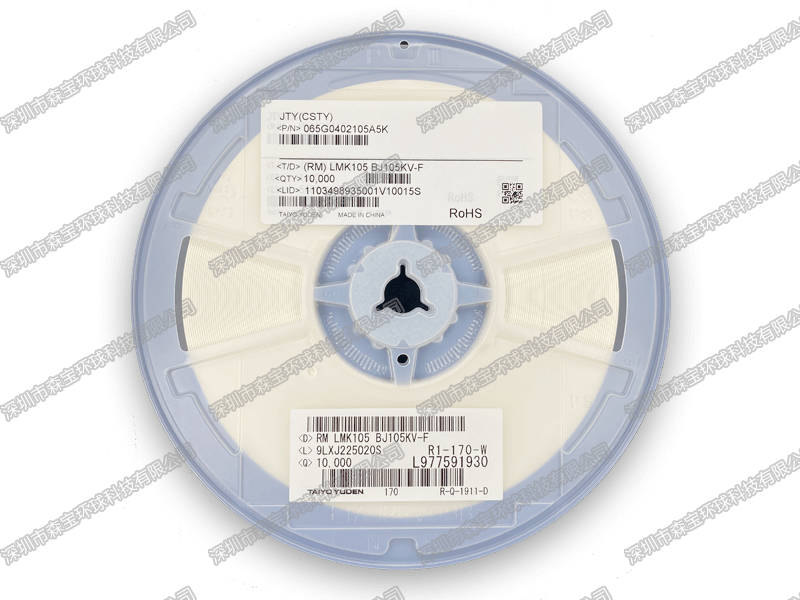 JTY(CSTY)
<P/N> 065G0402105A5K
<T/D> (RM) LMK105 BJ105KV-F
<QTY> 10,000
<LID> 1103498935001V10015S
TAIYO YUDEN MADE IN CHINA
RoHS
<D> RM LMK105 BJ105KV-F
<L> 9LXJ225020S R1-170-W
<Q> 10,000 L977591930
TAIYO YUDEN 170 R-Q-1911-D
深圳市森宝环球科技有限公司